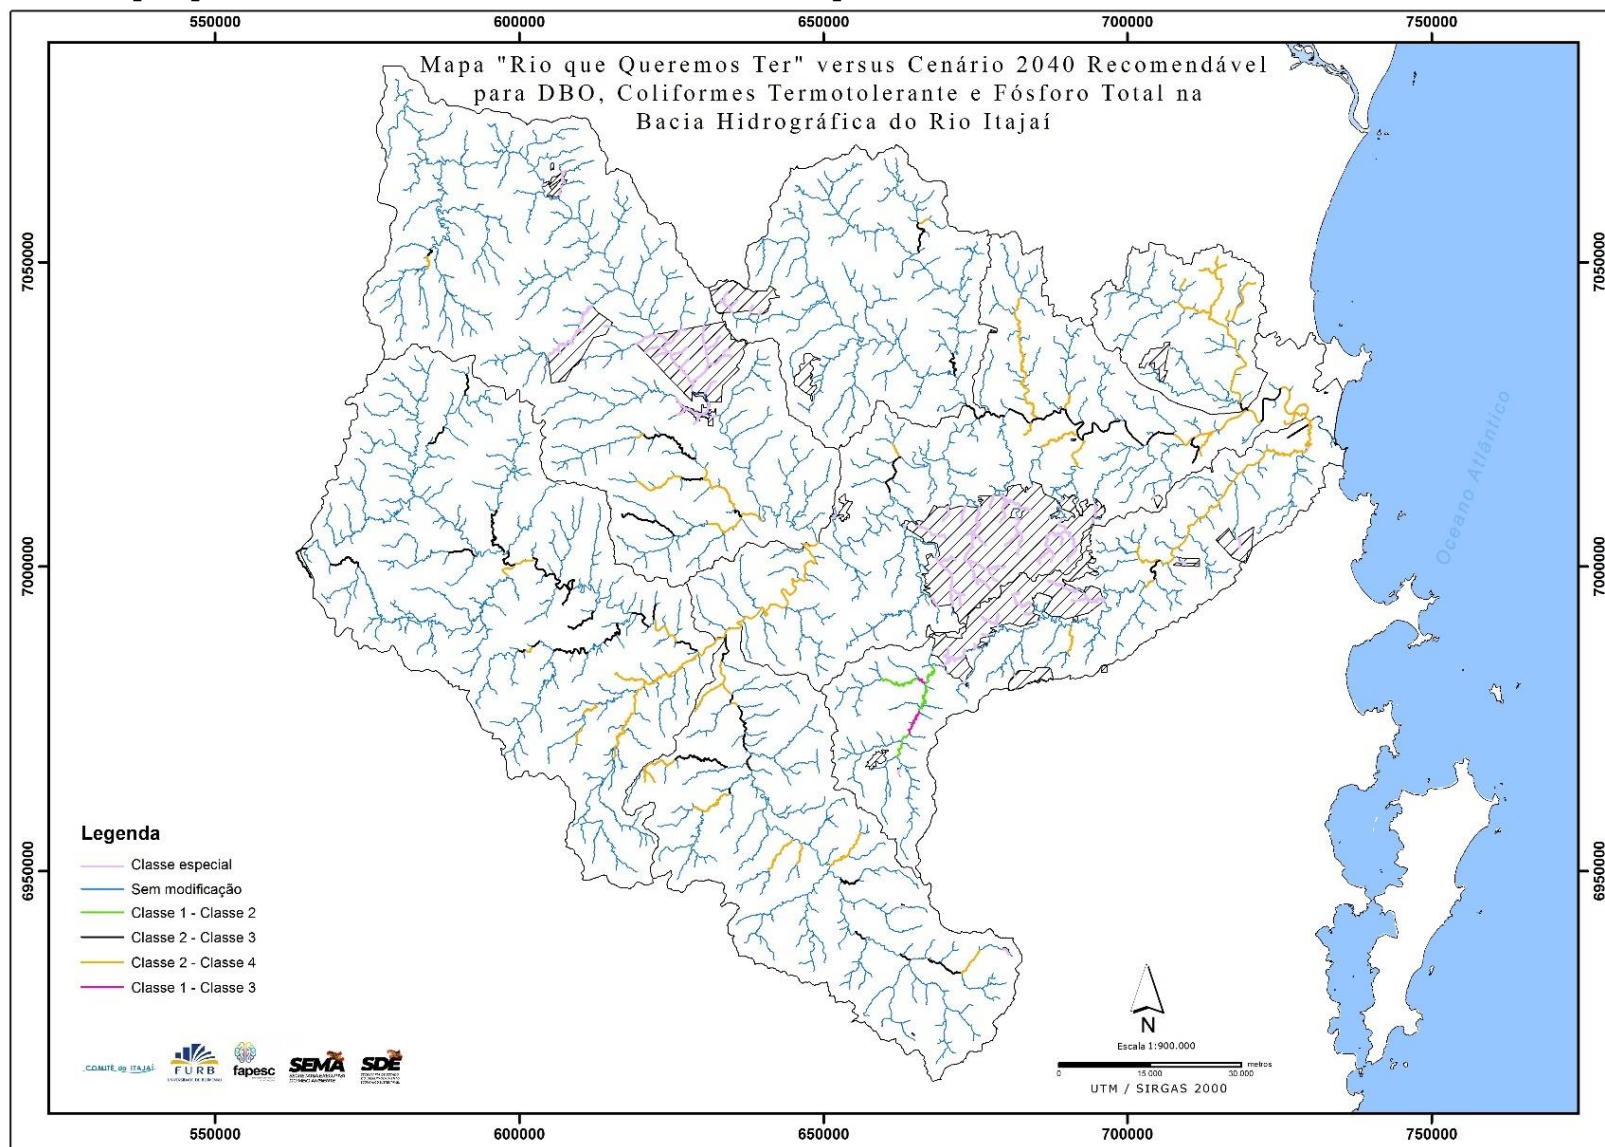 550000 600000 650000 700000 750000
Mapa "Rio que Queremos Ter" versus Cenário 2040 Recomendável
para DBO, Coliformes Termotolerante e Fósforo Total na
Bacia Hidrográfica do Rio Itajaí
7050000 7050000
Oceano Atlântico
7000000 7000000
Legenda
6950000 6950000
Classe especial
Sem modificação
Classe 1 - Classe 2
Classe 2 - Classe 3
Classe 2 - Classe 4
Classe 1 - Classe 3
N
Escala 1:900.000
metros
0 15.000 30.000
UTM / SIRGAS 2000
COMITÊ do ITAJAÍ
FURB
fapesc
SEMA
SDE
550000 600000 650000 700000 750000